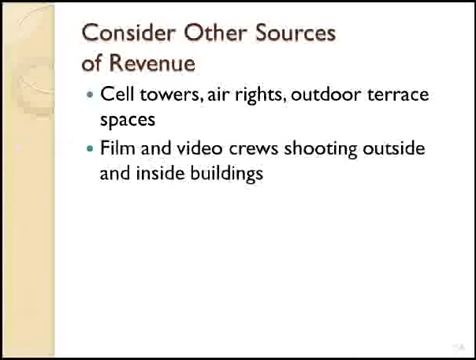 Consider Other Sources
of Revenue
• Cell towers, air rights, outdoor terrace
spaces
• Film and video crews shooting outside
and inside buildings